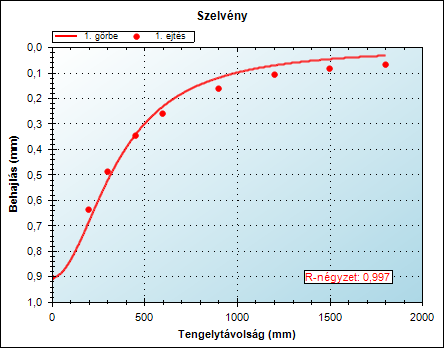 Szelvény
1. görbe
1. ejtés
Behajlás (mm)
0,0
0,1
0,2
0,3
0,4
0,5
0,6
0,7
0,8
0,9
1,0
R-négyzet: 0,997
0
500
1000
1500
2000
Tengelytávolság (mm)